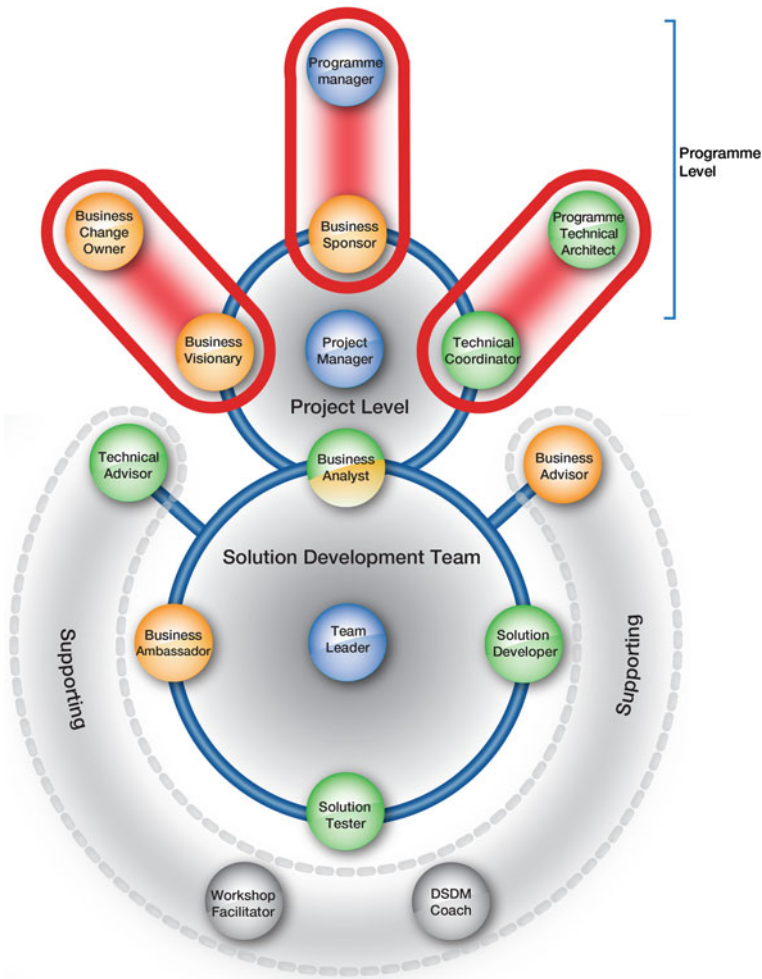 Programme
manager
Programme
Level
Business
Change
Owner
Business
Sponsor
Programme
Technical
Architect
Business
Visionary
Project
Manager
Technical
Coordinator
Project Level
Technical
Advisor
Business
Analyst
Business
Advisor
Solution Development Team
Business
Ambassador
Team
Leader
Solution
Developer
Supporting
Supporting
Solution
Tester
Workshop
Facilitator
DSDM
Coach